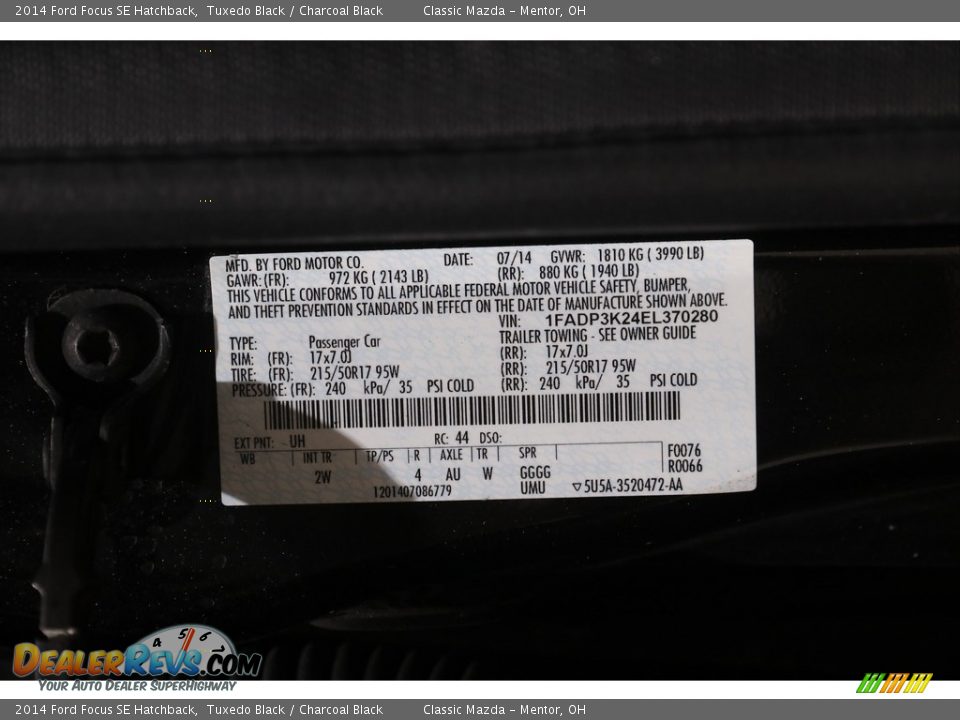 2014 Ford Focus SE Hatchback, Tuxedo Black / Charcoal Black Classic Mazda - Mentor, OH
MFD. BY FORD MOTOR CO. DATE: 07/14 GVWR: 1810 KG ( 3990 LB)
GAWR:(FR): 972 KG ( 2143 LB) (RR): 880 KG ( 1940 LB)
THIS VEHICLE CONFORMS TO ALL APPLICABLE FEDERAL MOTOR VEHICLE SAFETY, BUMPER,
AND THEFT PREVENTION STANDARDS IN EFFECT ON THE DATE OF MANUFACTURE SHOWN ABOVE.
VIN: 1FADP3K24EL370280
TYPE: Passenger Car TRAILER TOWING - SEE OWNER GUIDE
RIM: (FR): 17x7.0J (RR): 17x7.0J
TIRE: (FR): 215/50R17 95W (RR): 215/50R17 95W
PRESSURE: (FR): 240 kPa/ 35 PSI COLD (RR): 240 kPa/ 35 PSI COLD
EXT PNT: UH RC: 44 DSO:
WB INT TR TP/PS R AXLE TR SPR F0076
2W 4 AU W GGGG R0066
1201407086779 UMU ▽5U5A-3520472-AA
4 5 6
DEALERREVS.COM
YOUR AUTO DEALER SUPERHIGHWAY
2014 Ford Focus SE Hatchback, Tuxedo Black / Charcoal Black Classic Mazda - Mentor, OH